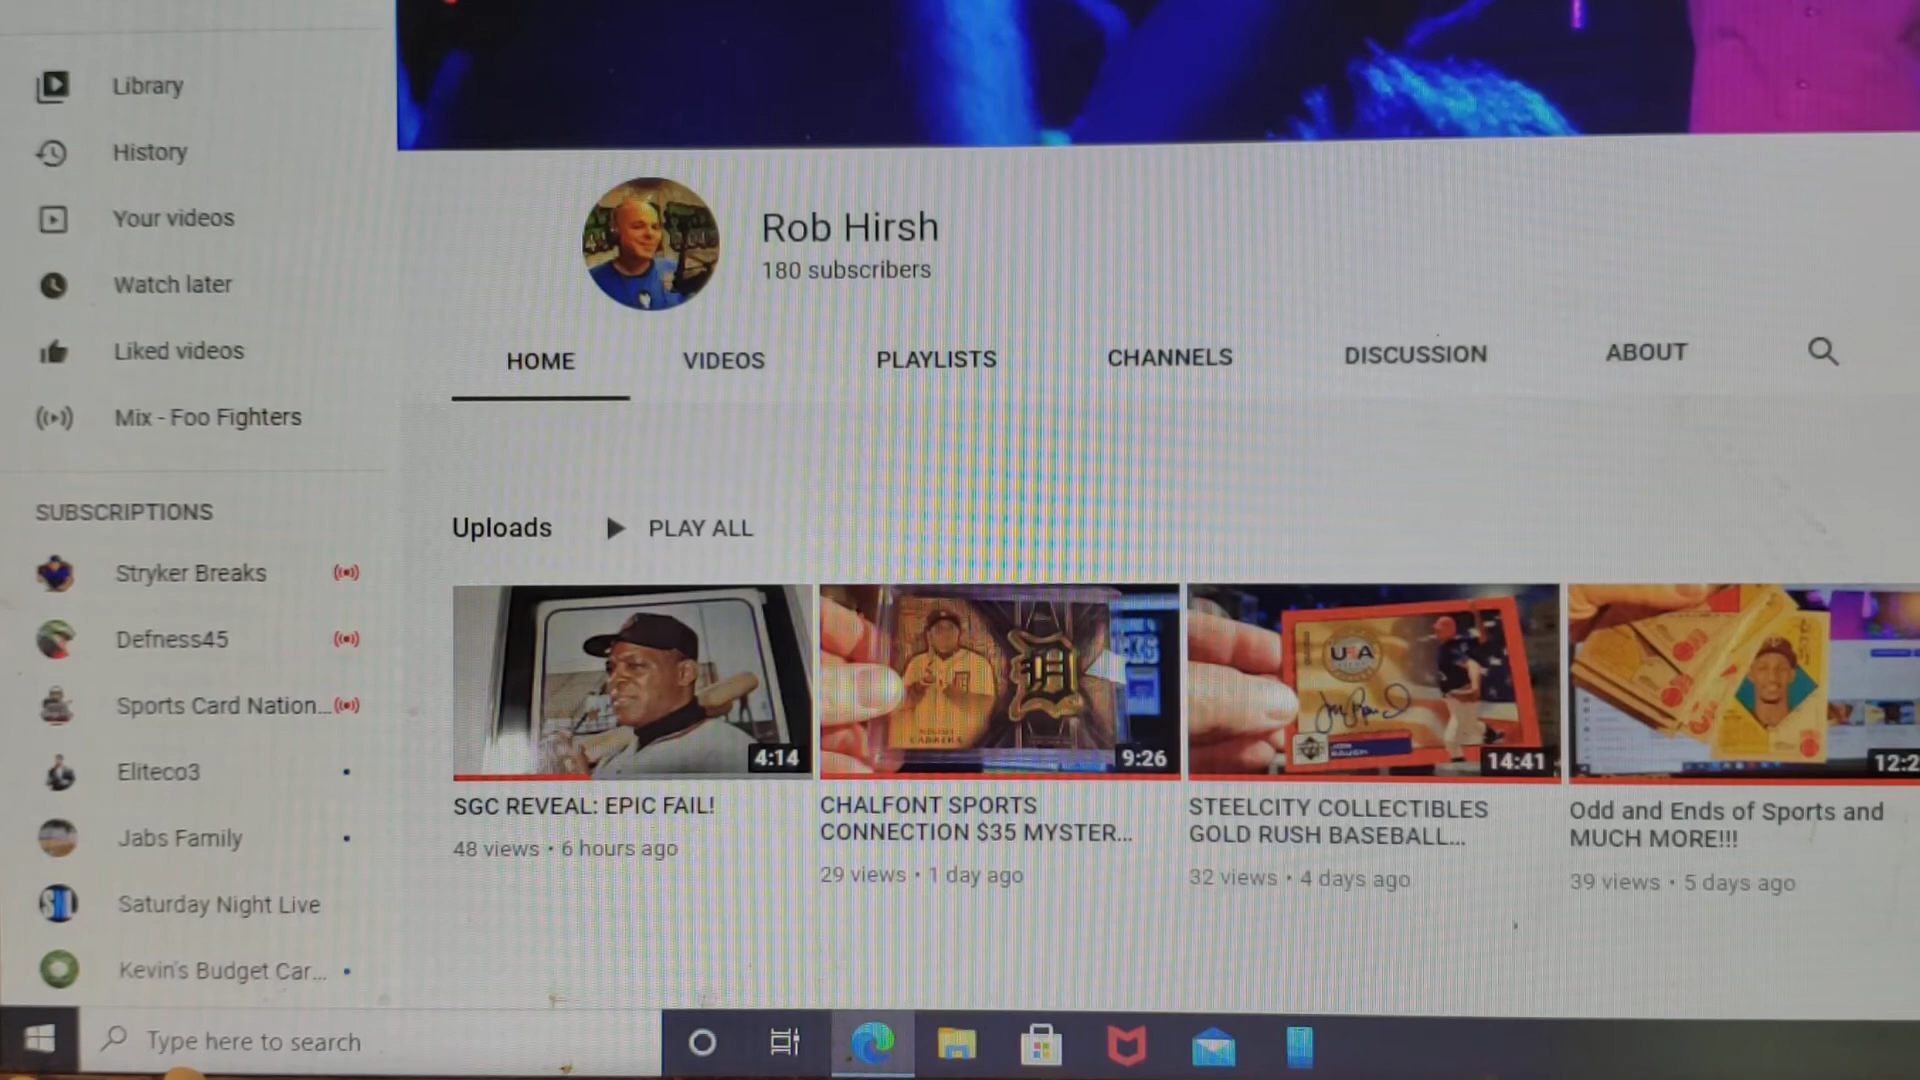 Library
History
Your videos
Watch later
Liked videos
Mix - Foo Fighters
SUBSCRIPTIONS
Stryker Breaks
Defness45
Sports Card Nation...
Eliteco3
Jabs Family
Saturday Night Live
Kevin's Budget Car...
Rob Hirsh
180 subscribers
HOME VIDEOS PLAYLISTS CHANNELS DISCUSSION ABOUT
Uploads PLAY ALL
4:14
SGC REVEAL: EPIC FAIL!
48 views • 6 hours ago
CABRERA
9:26
CHALFONT SPORTS
CONNECTION $35 MYSTER...
29 views • 1 day ago
USA
14:41
STEELCITY COLLECTIBLES
GOLD RUSH BASEBALL...
32 views • 4 days ago
12:2
Odd and Ends of Sports and
MUCH MORE!!!
39 views • 5 days ago
Type here to search